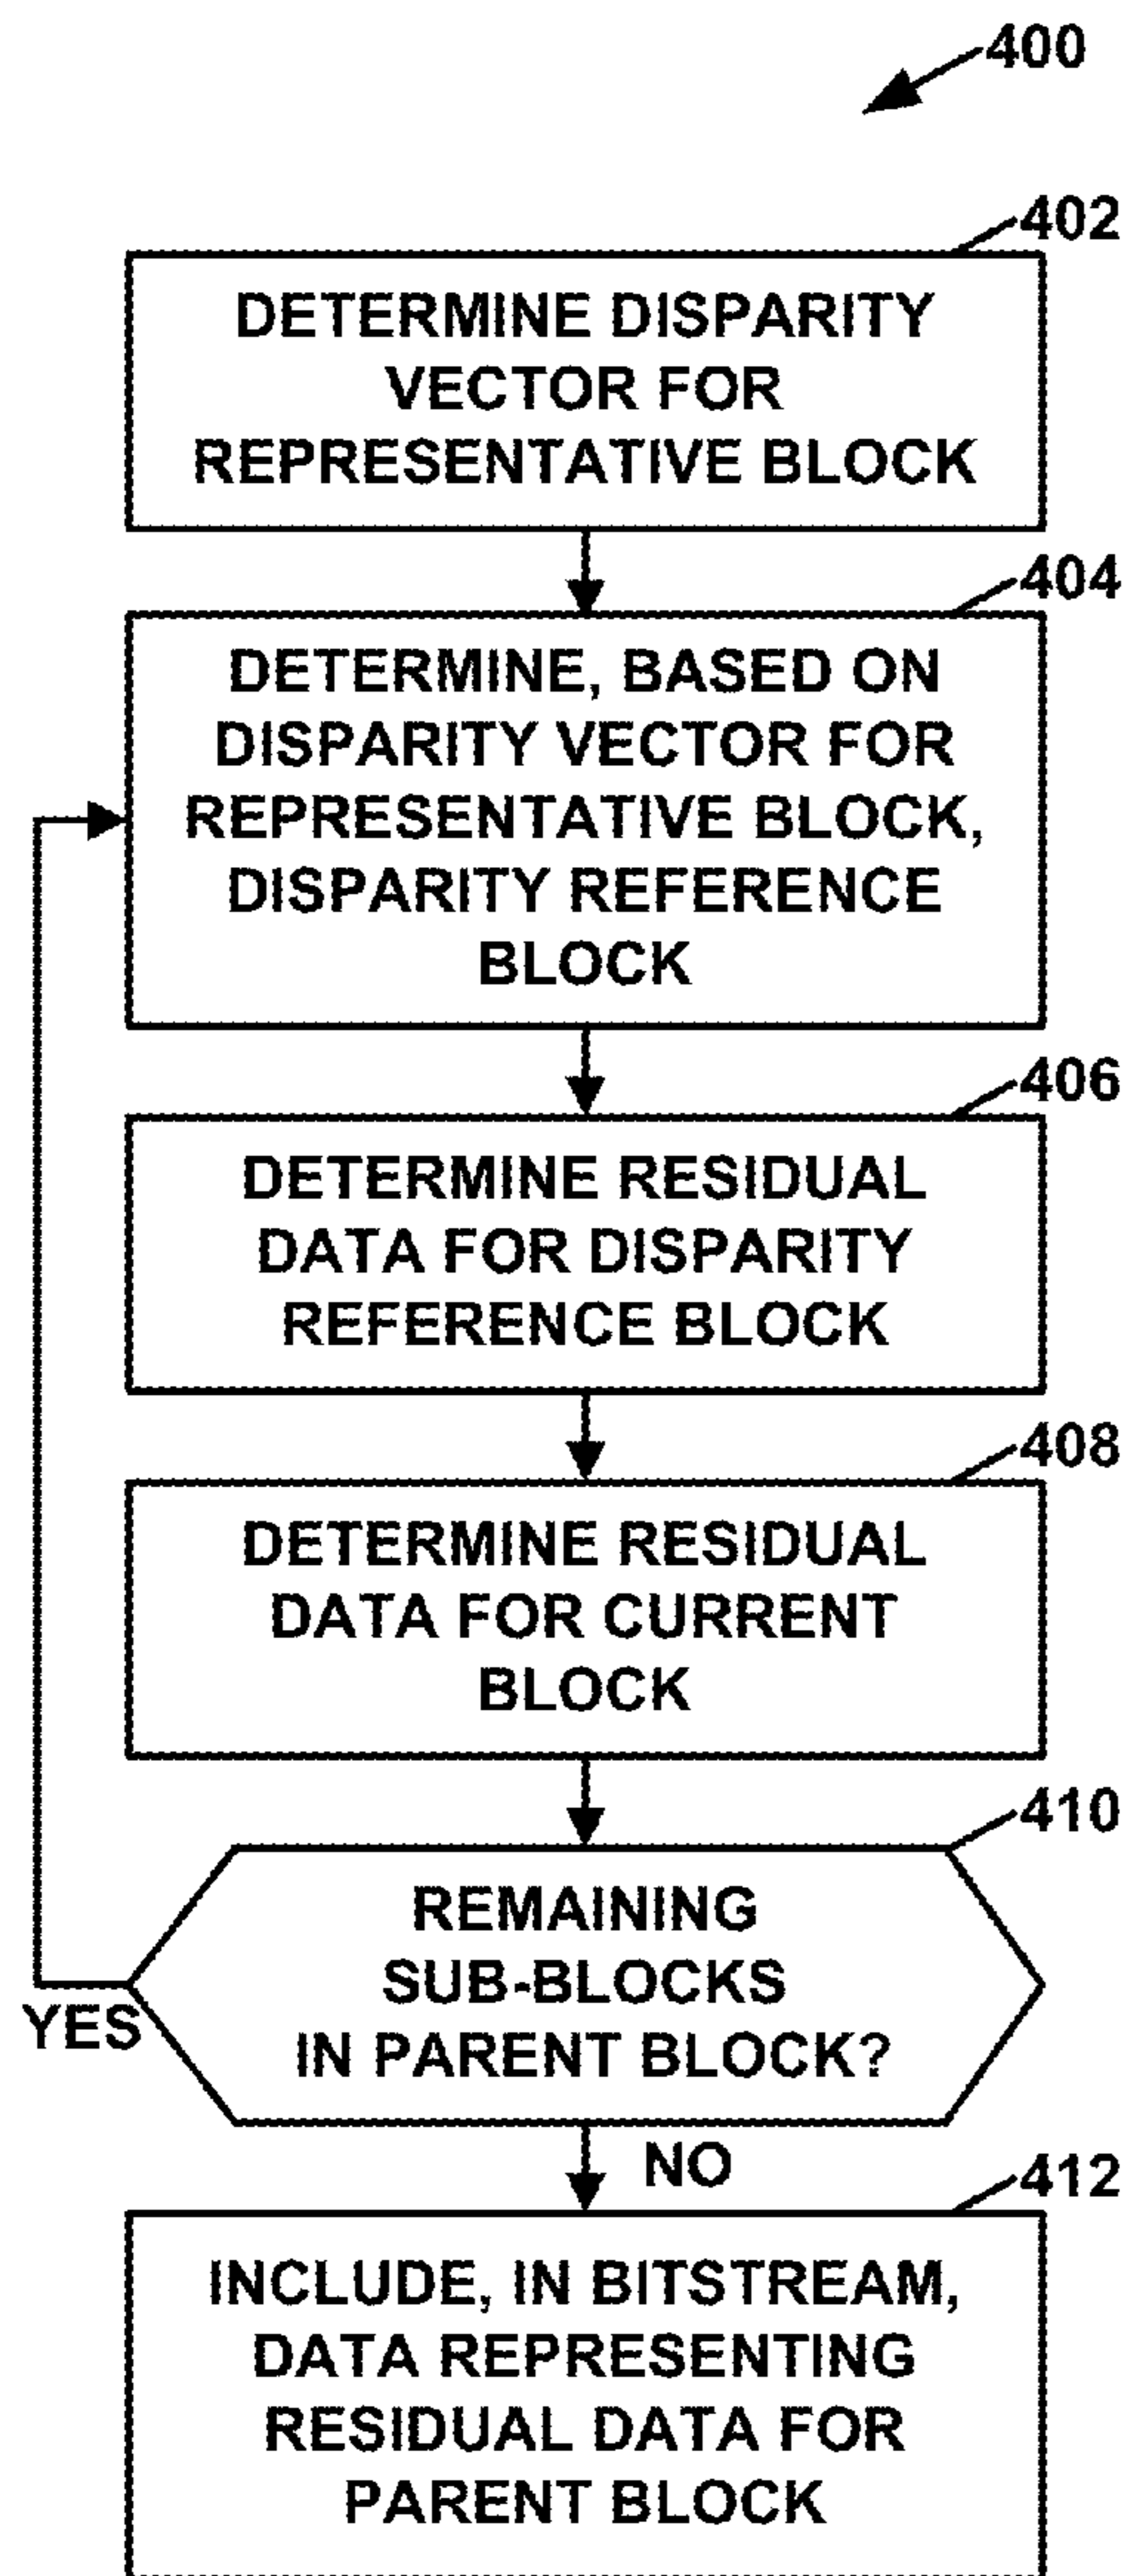 400
402
DETERMINE DISPARITY
VECTOR FOR
REPRESENTATIVE BLOCK
404
DETERMINE, BASED ON
DISPARITY VECTOR FOR
REPRESENTATIVE BLOCK,
DISPARITY REFERENCE
BLOCK
406
DETERMINE RESIDUAL
DATA FOR DISPARITY
REFERENCE BLOCK
408
DETERMINE RESIDUAL
DATA FOR CURRENT
BLOCK
410
REMAINING
SUB-BLOCKS
IN PARENT BLOCK?
YES
NO
412
INCLUDE, IN BITSTREAM,
DATA REPRESENTING
RESIDUAL DATA FOR
PARENT BLOCK